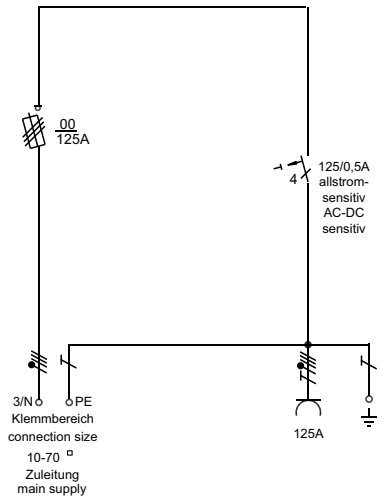 00
125A
125/0,5A
4
allstrom-
sensitiv
AC-DC
sensitiv
3/N
PE
Klemmbereich
connection size
10-70 □
Zuleitung
main supply
125A